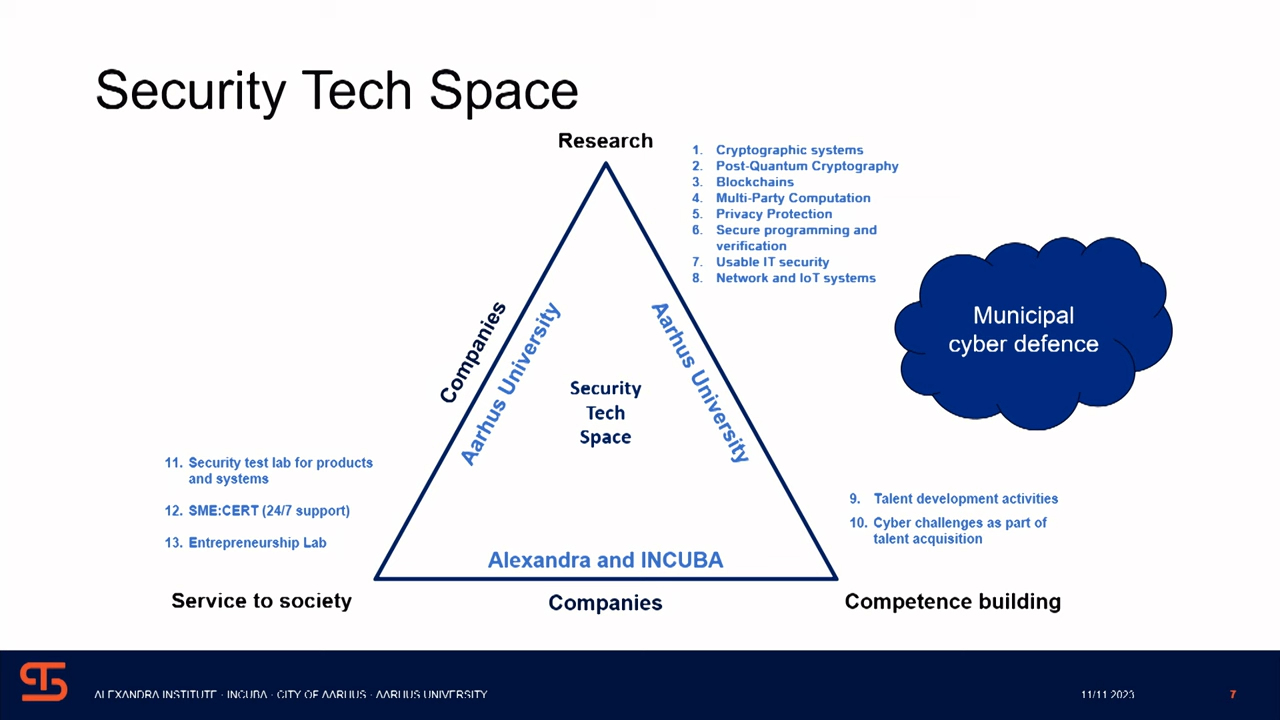 Security Tech Space
Research
1. Cryptographic systems
2. Post-Quantum Cryptography
3. Blockchains
4. Multi-Party Computation
5. Privacy Protection
6. Secure programming and
verification
7. Usable IT security
8. Network and IoT systems
Municipal
cyber defence
Companies
Aarhus University
Aarhus University
Security
Tech
Space
11. Security test lab for products
and systems
12. SME:CERT (24/7 support)
13. Entrepreneurship Lab
9. Talent development activities
10. Cyber challenges as part of
talent acquisition
Alexandra and INCUBA
Service to society
Companies
Competence building
ALEXANDRA INSTITUTE · INCUBA · CITY OF AARHUS · AARHUS UNIVERSITY
11/11 2023
7